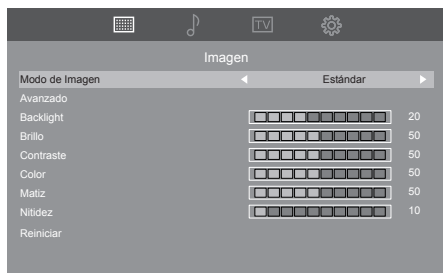 TV
Imagen
Modo de Imagen Estándar
Avanzado
Backlight 20
Brillo 50
Contraste 50
Color 50
Matiz 50
Nitidez 10
Reiniciar